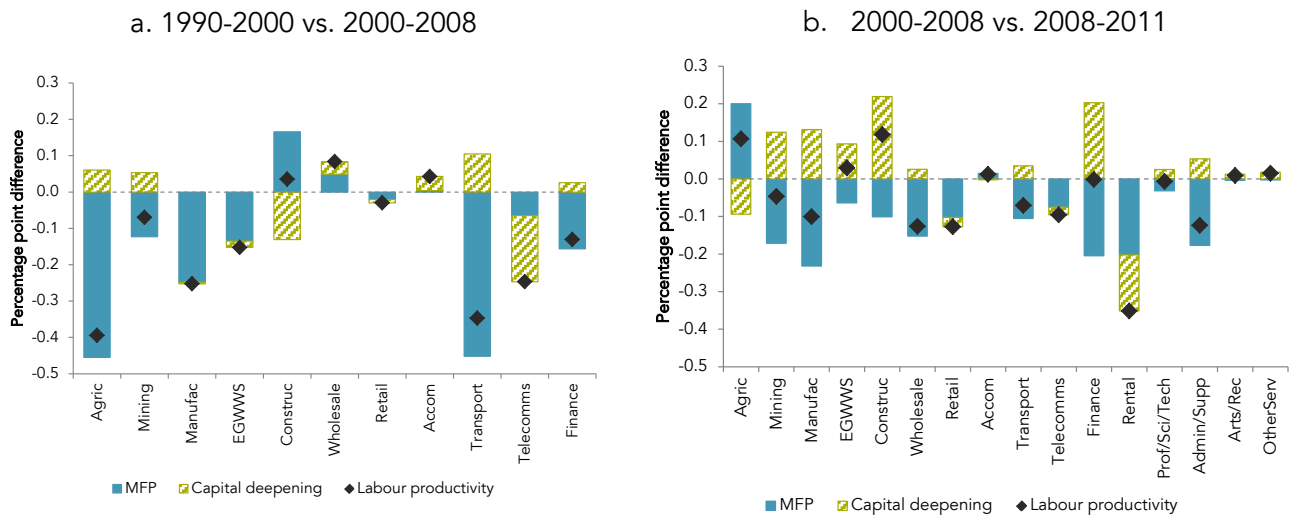 a. 1990-2000 vs. 2000-2008
Percentage point difference
0.3
0.2
0.1
0.0
-0.1
-0.2
-0.3
-0.4
-0.5
Agric
Mining
Manufac
EGWWS
Construc
Wholesale
Retail
Accom
Transport
Telecomms
Finance
MFP Capital deepening Labour productivity
b. 2000-2008 vs. 2008-2011
Percentage point difference
0.3
0.2
0.1
0.0
-0.1
-0.2
-0.3
-0.4
-0.5
Agric
Mining
Manufac
EGWWS
Construc
Wholesale
Retail
Accom
Transport
Telecomms
Finance
Rental
Prof/Sci/Tech
Admin/Supp
Arts/Rec
OtherServ
MFP Capital deepening Labour productivity